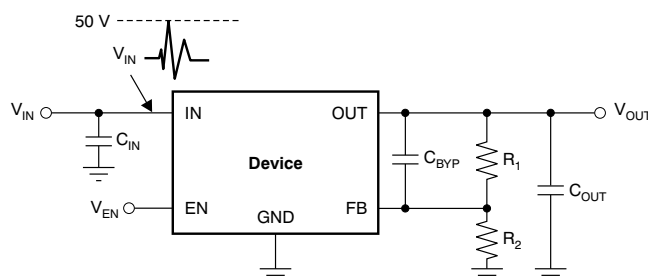 50 V
V_IN
V_IN
IN
OUT
V_OUT
C_IN
Device
C_BYP
R_1
C_OUT
V_EN
EN
GND
FB
R_2